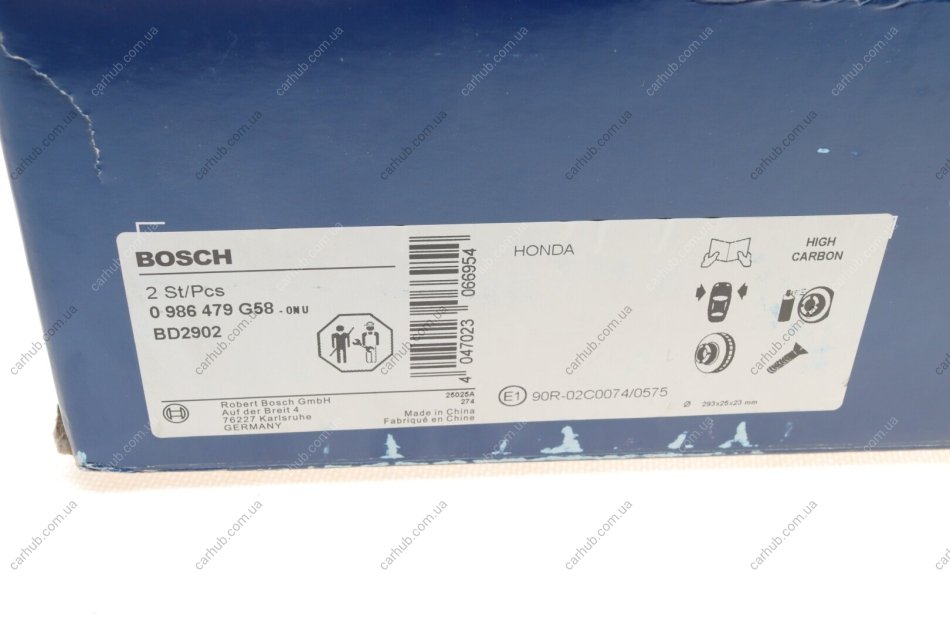 BOSCH
2 St/Pcs
0 986 479 G58 - 0MU
BD2902
4 047023 066954
Robert Bosch GmbH
Auf der Breit 4
76227 Karlsruhe
GERMANY
25025A
274
Made in China
Fabriqué en Chine
HONDA
HIGH
CARBON
E1 90R-02C0074/0575
Ø 293x25x23 mm
carhub.com.ua